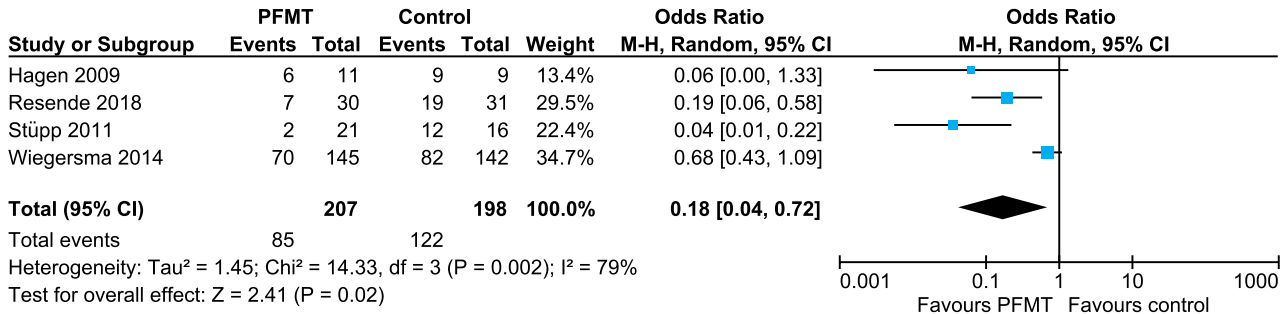 PFMT Control Odds Ratio Odds Ratio
Study or Subgroup Events Total Events Total Weight M-H, Random, 95% CI M-H, Random, 95% CI
Hagen 2009 6 11 9 9 13.4% 0.06 [0.00, 1.33]
Resende 2018 7 30 19 31 29.5% 0.19 [0.06, 0.58]
Stüpp 2011 2 21 12 16 22.4% 0.04 [0.01, 0.22]
Wiegersma 2014 70 145 82 142 34.7% 0.68 [0.43, 1.09]
Total (95% CI) 207 198 100.0% 0.18 [0.04, 0.72]
Total events 85 122
Heterogeneity: Tau² = 1.45; Chi² = 14.33, df = 3 (P = 0.002); I² = 79%
Test for overall effect: Z = 2.41 (P = 0.02)
0.001 0.1 1 10 1000
Favours PFMT Favours control